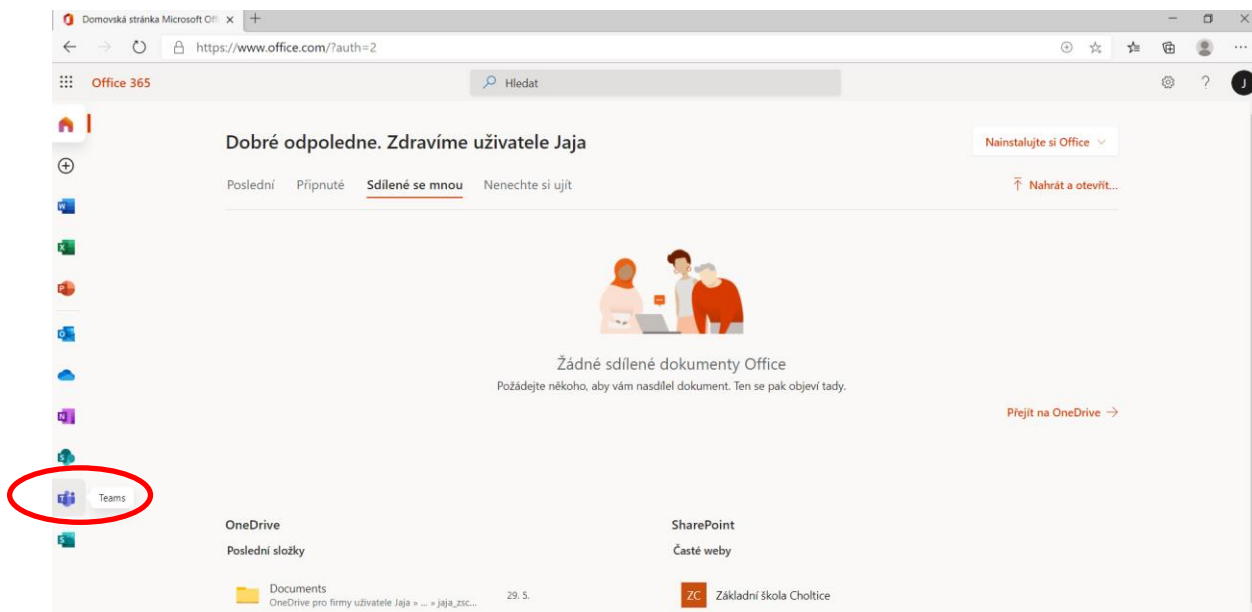 Domovská stránka Microsoft Off
https://www.office.com/?auth=2
Office 365
Hledat
J
Dobré odpoledne. Zdravíme uživatele Jaja
Nainstalujte si Office
Poslední Připnuté Sdílené se mnou Nenechte si ujít
Nahrát a otevřít...
Žádné sdílené dokumenty Office
Požádejte někoho, aby vám nasdílel dokument. Ten se pak objeví tady.
Přejít na OneDrive →
Teams
OneDrive
Poslední složky
Documents
OneDrive pro firmy uživatele Jaja » ... » jaja_zsc...
29. 5.
SharePoint
Časté weby
ZC Základní škola Choltice